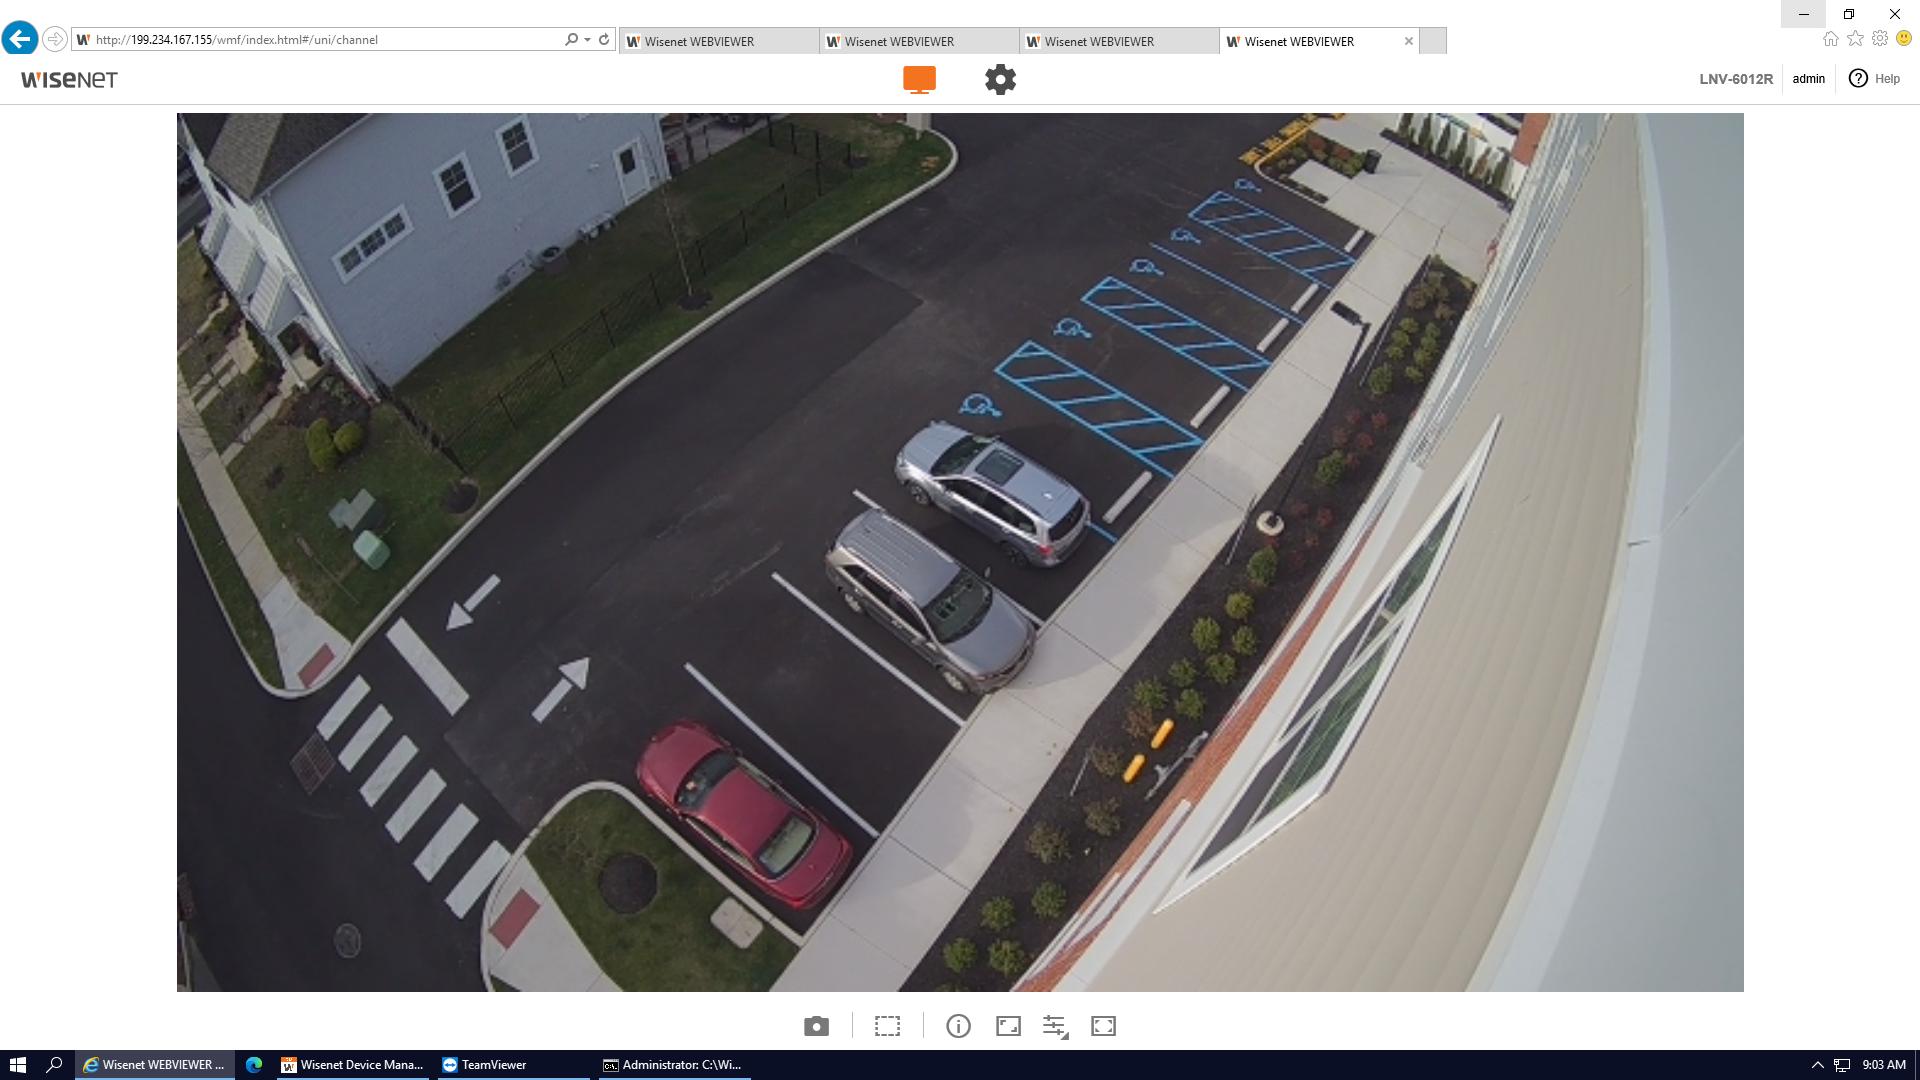 http://199.234.167.155/wmf/index.html#/uni/channel
Wisenet WEBVIEWER
Wisenet WEBVIEWER
Wisenet WEBVIEWER
Wisenet WEBVIEWER
WISENET
LNV-6012R
admin
Help
Wisenet WEBVIEWER ...
Wisenet Device Mana...
TeamViewer
Administrator: C:\Wi...
9:03 AM